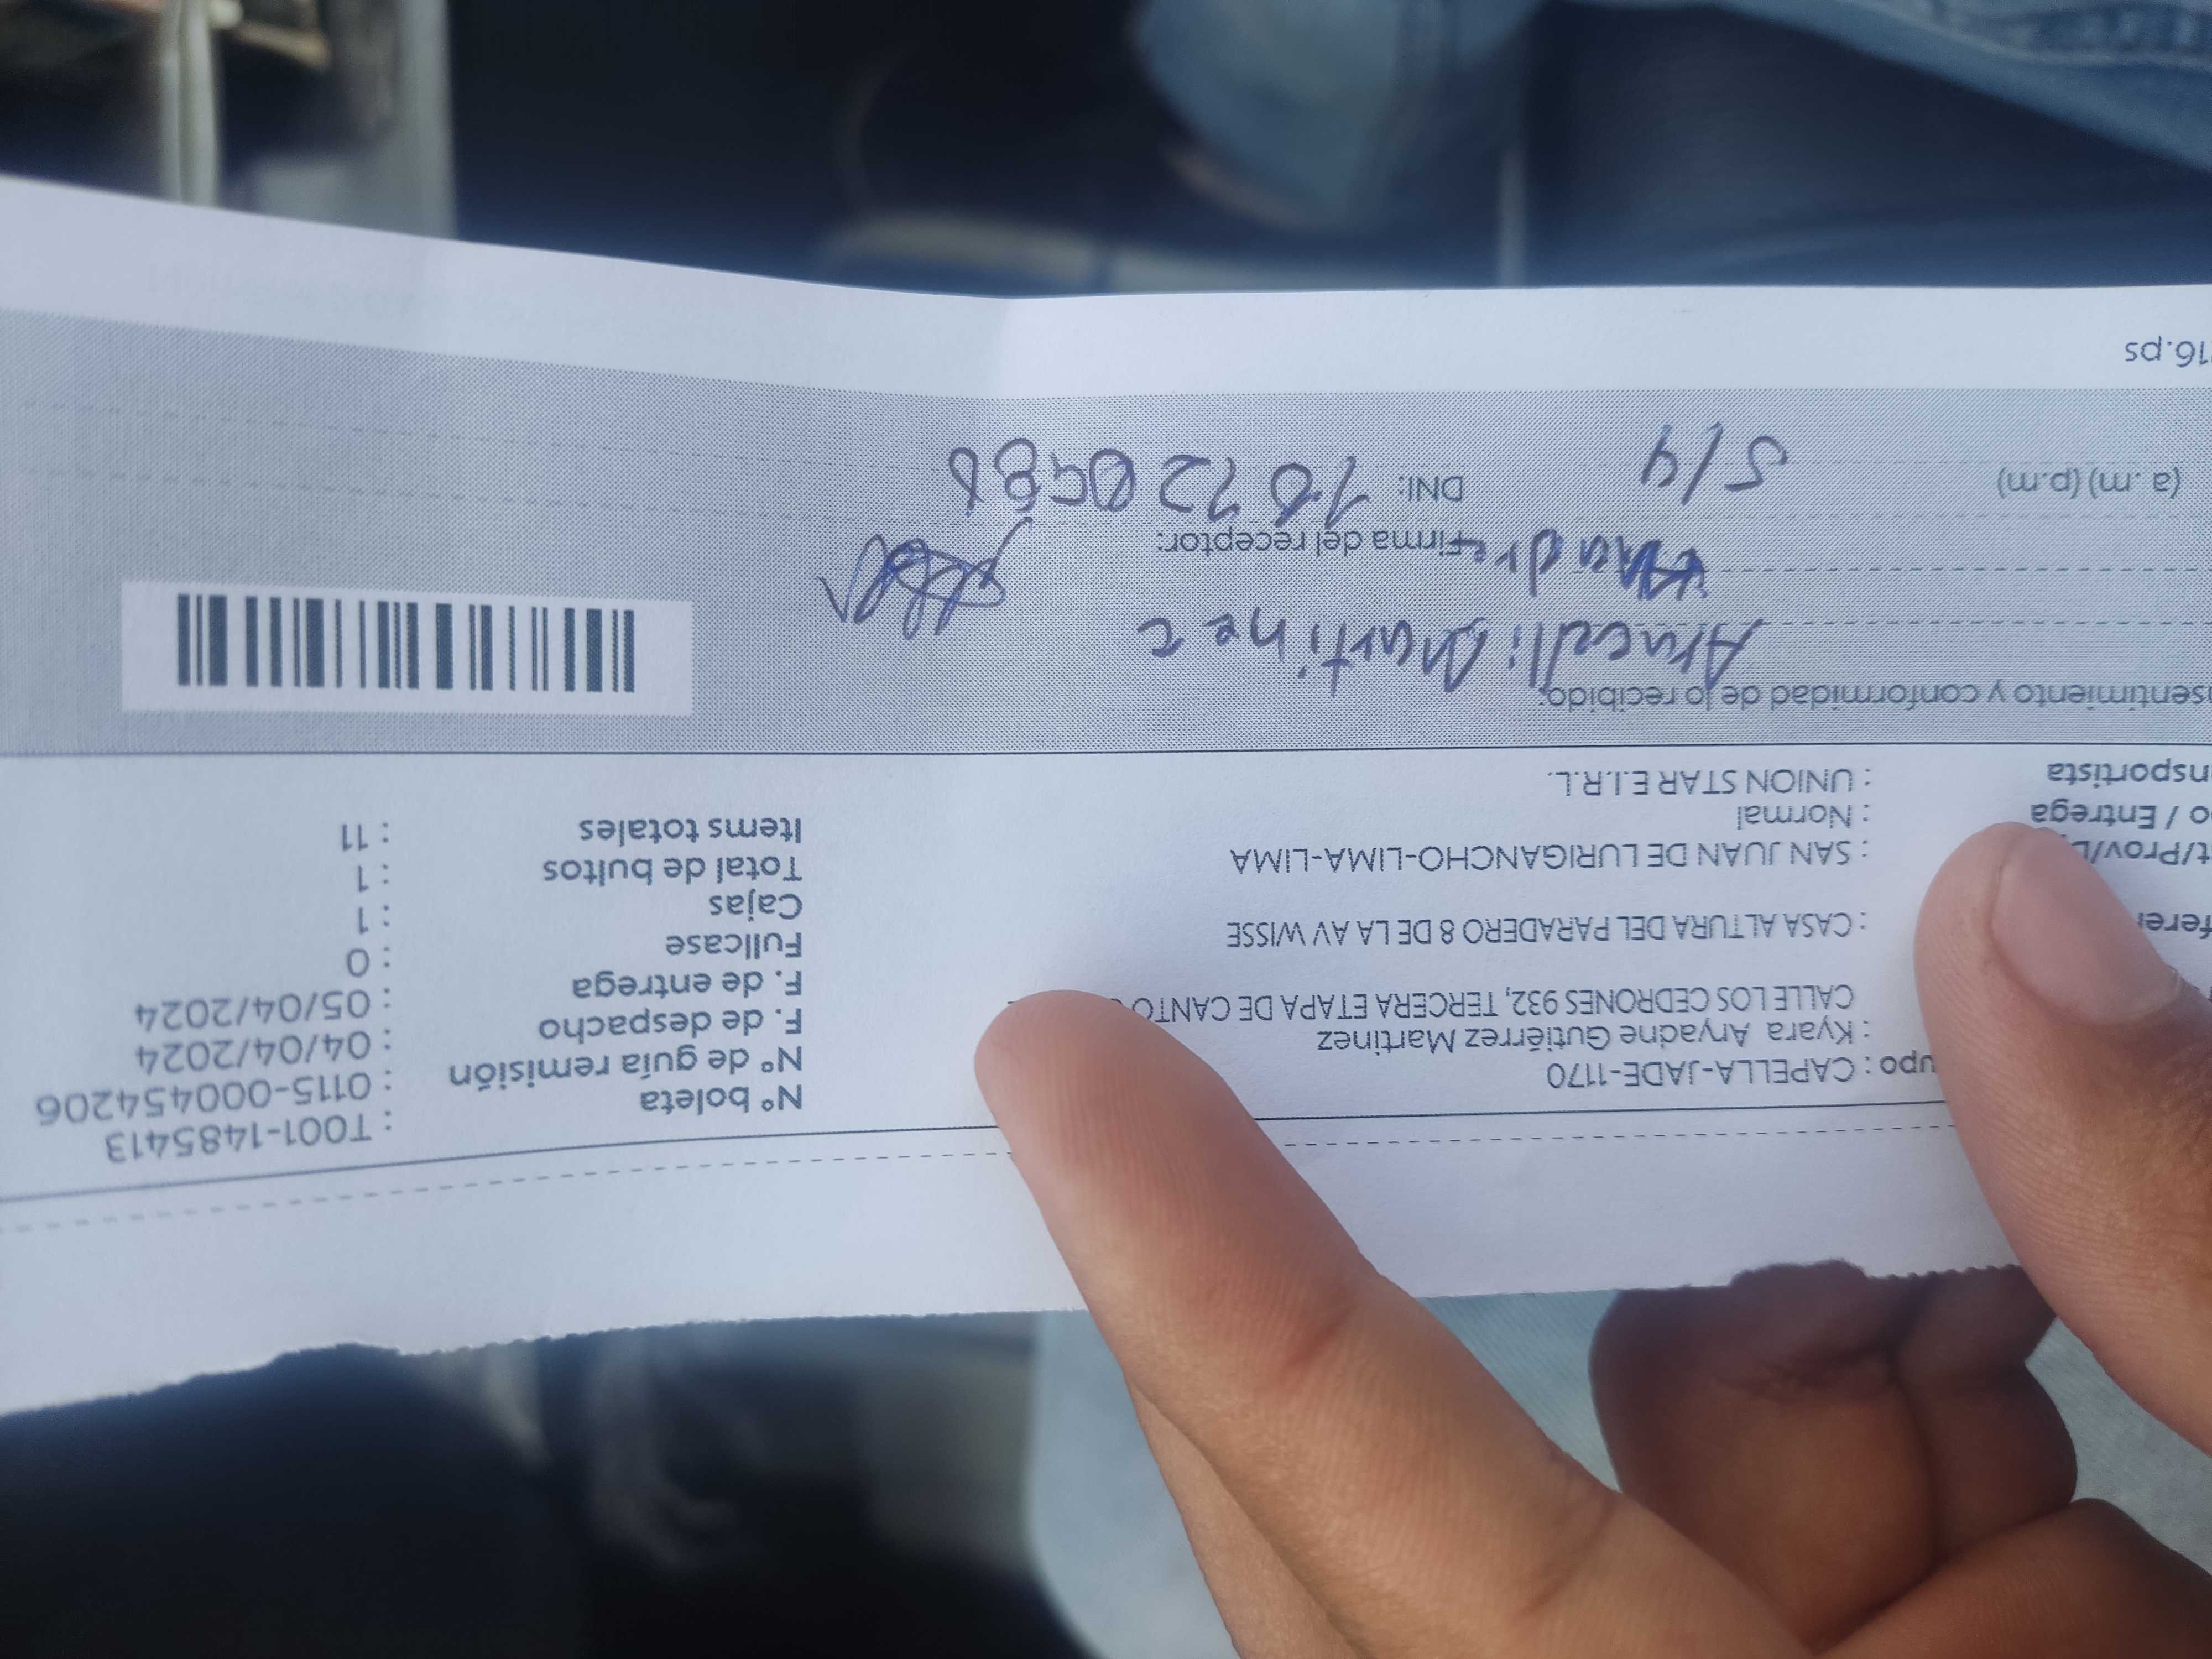 upo : CAPELLA-JADE-1170
: Kyara Aryadne Gutiérrez Martinez
CALLE LOS CEDRONES 932, TERCERA ETAPA DE CANTO
: CASA ALTURA DEL PARADERO 8 DE LA AV WISSE
t/Prov/D : SAN JUAN DE LURIGANCHO-LIMA-LIMA
o / Entrega : Normal
nsportista : UNION STAR E.I.R.L.
N° boleta : T001-1485413
N° de guía remisión : 0115-000454206
F. de despacho : 04/04/2024
F. de entrega : 05/04/2024
Fullcase : 0
Cajas : 1
Total de bultos : 1
Items totales : 11
sentimiento y conformidad de lo recibido:
Araceli Martinez
madre
Firma del receptor:
(a .m) (p.m) 5/4
DNI:
16.ps